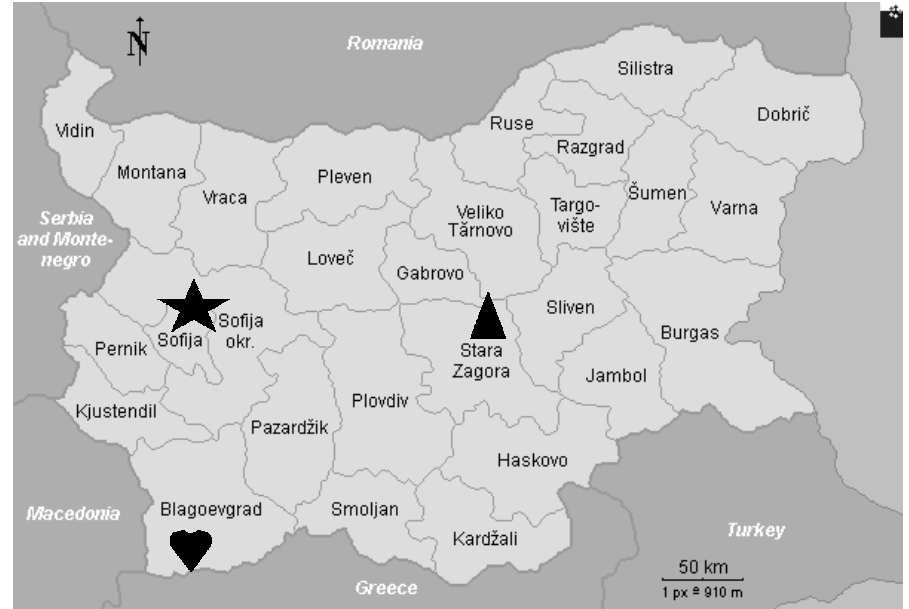 N
Romania
Silistra
Dobrič
Ruse
Vidin
Razgrad
Montana
Pleven
Vraca
Šumen
Targo-
vište
Varna
Veliko
Tărnovo
Serbia
and Monte-
negro
Loveč
Gabrovo
Sliven
Sofija
okr.
Burgas
Sofija
Pernik
Stara
Zagora
Jambol
Kjustendil
Plovdiv
Pazardžik
Haskovo
Blagoevgrad
Smoljan
Macedonia
Kardžali
Turkey
50 km
Greece
1 px ª 910 m